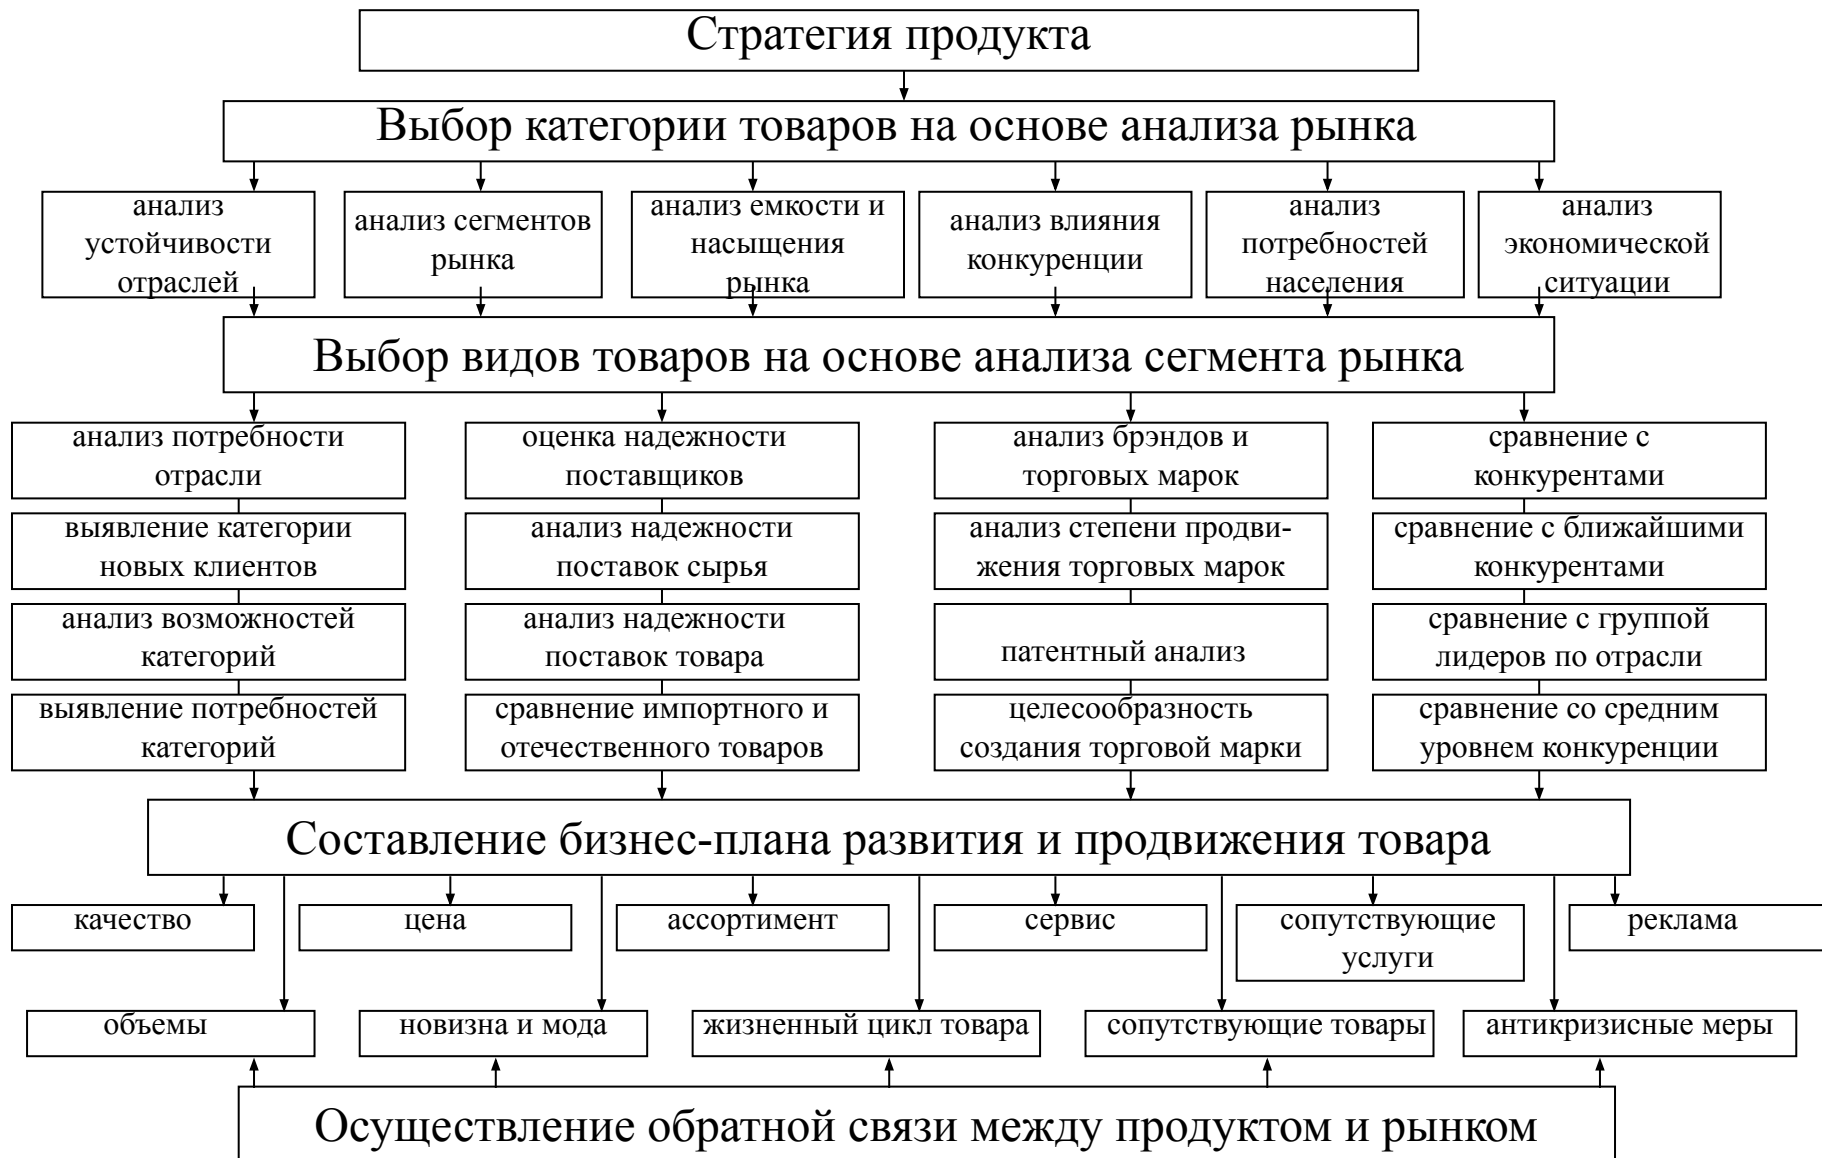 Стратегия продукта
Выбор категории товаров на основе анализа рынка
анализ
устойчивости
отраслей
анализ сегментов
рынка
анализ емкости и
насыщения
рынка
анализ влияния
конкуренции
анализ
потребностей
населения
анализ
экономической
ситуации
Выбор видов товаров на основе анализа сегмента рынка
анализ потребности
отрасли
оценка надежности
поставщиков
анализ брэндов и
торговых марок
сравнение с
конкурентами
выявление категории
новых клиентов
анализ надежности
поставок сырья
анализ степени продви-
жения торговых марок
сравнение с ближайшими
конкурентами
анализ возможностей
категорий
анализ надежности
поставок товара
патентный анализ
сравнение с группой
лидеров по отрасли
выявление потребностей
категорий
сравнение импортного и
отечественного товаров
целесообразность
создания торговой марки
сравнение со средним
уровнем конкуренции
Составление бизнес-плана развития и продвижения товара
качество
цена
ассортимент
сервис
сопутствующие
услуги
реклама
объемы
новизна и мода
жизненный цикл товара
сопутствующие товары
антикризисные меры
Осуществление обратной связи между продуктом и рынком